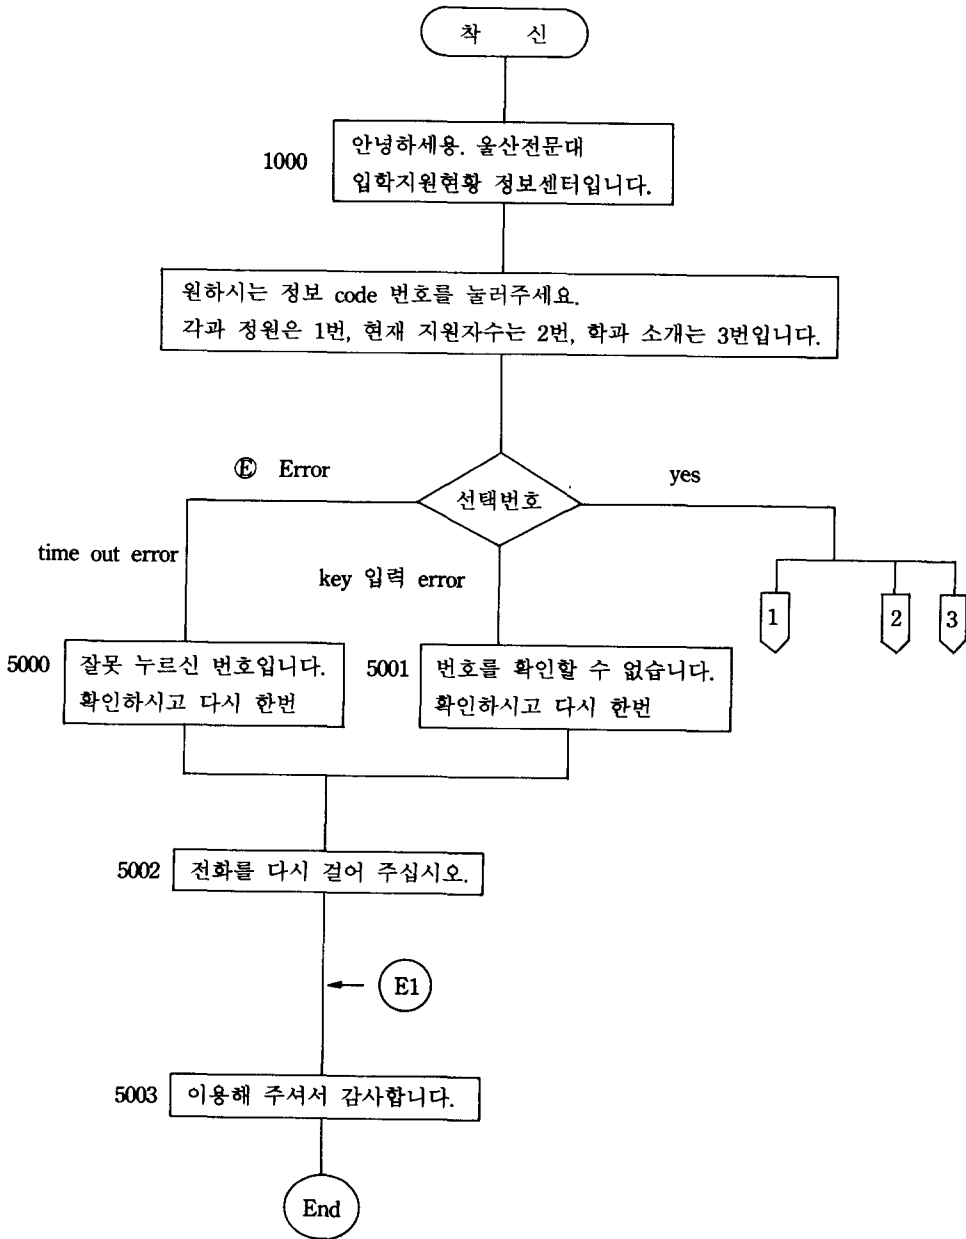 착 신
1000
안녕하세용. 울산전문대
입학지원현황 정보센터입니다.
원하시는 정보 code 번호를 눌러주세요.
각과 정원은 1번, 현재 지원자수는 2번, 학과 소개는 3번입니다.
Ⓔ Error
선택번호
yes
time out error
key 입력 error
1
2
3
5000
잘못 누르신 번호입니다.
확인하시고 다시 한번
5001
번호를 확인할 수 없습니다.
확인하시고 다시 한번
5002
전화를 다시 걸어 주십시오.
E1
5003
이용해 주셔서 감사합니다.
End